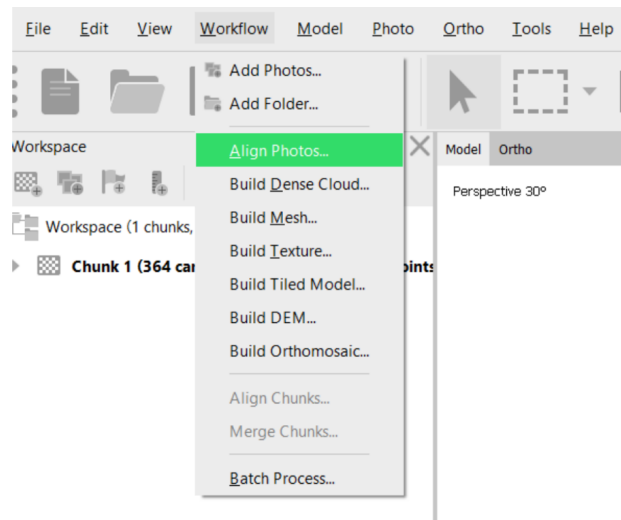 File Edit View Workflow Model Photo Ortho Tools Help
Add Photos...
Add Folder...
Workspace
Align Photos...
Model Ortho
Build Dense Cloud...
Perspective 30°
Build Mesh...
Workspace (1 chunks,
Build Texture...
Chunk 1 (364
Build Tiled Model...
Build DEM...
Build Orthomosaic...
Align Chunks...
Merge Chunks...
Batch Process...